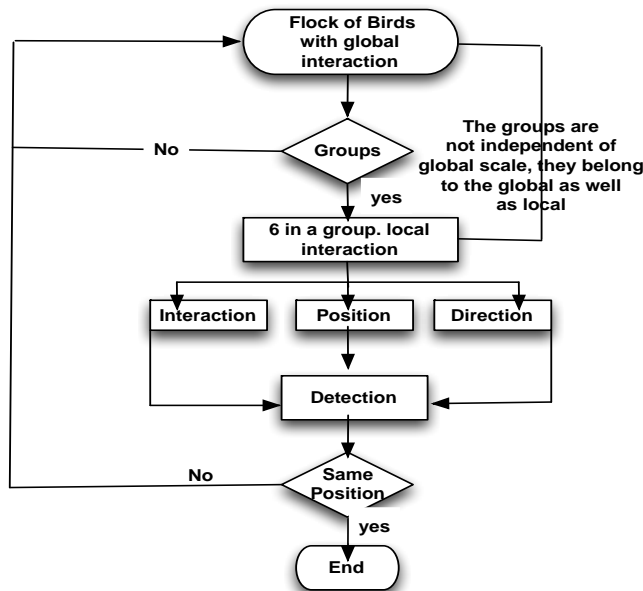 Flock of Birds
with global
interaction
The groups are
not independent of
global scale, they belong
to the global as well
as local
No
Groups
yes
6 in a group. local
interaction
Interaction
Position
Direction
Detection
No
Same
Position
yes
End